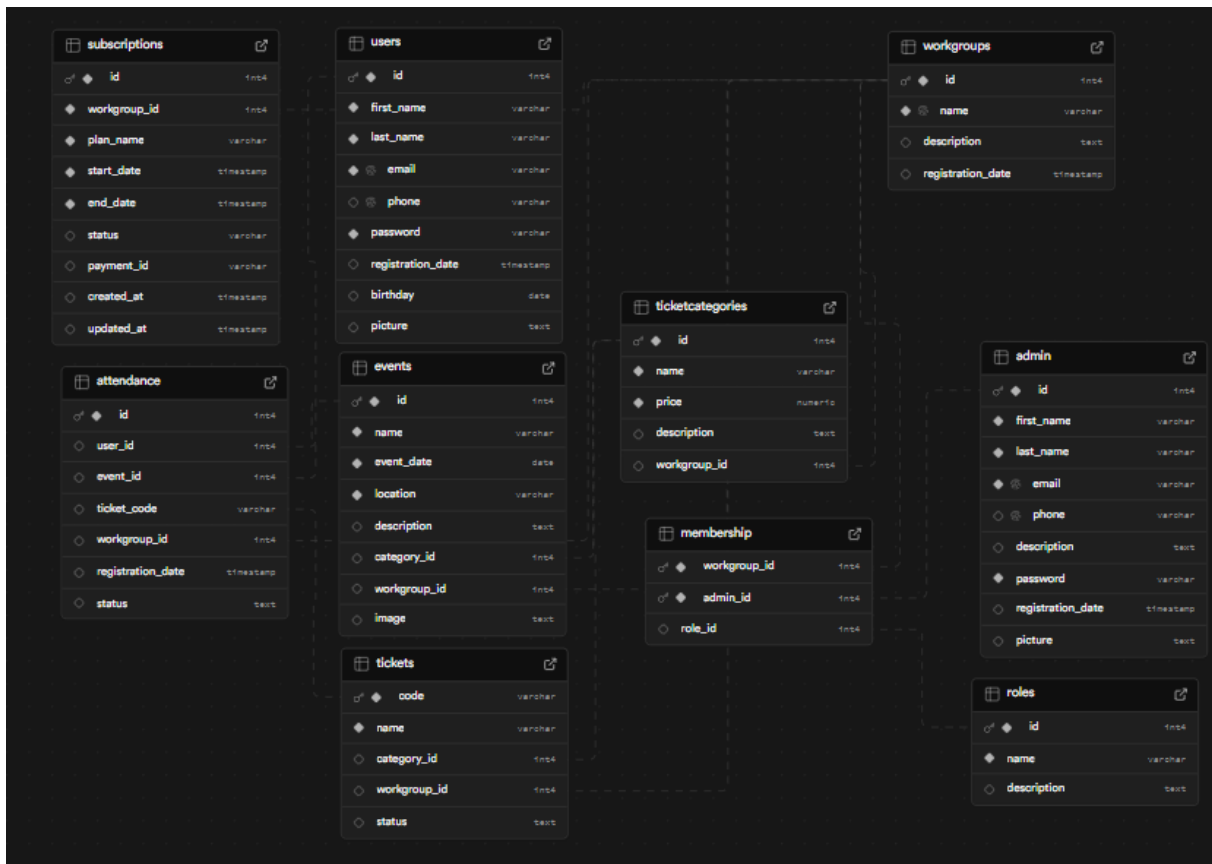 subscriptions
id int4
workgroup_id int4
plan_name varchar
start_date timestamp
end_date timestamp
status varchar
payment_id varchar
created_at timestamp
updated_at timestamp
users
id int4
first_name varchar
last_name varchar
email varchar
phone varchar
password varchar
registration_date timestamp
birthday date
picture text
workgroups
id int4
name varchar
description text
registration_date timestamp
ticketcategories
id int4
name varchar
price numeric
description text
workgroup_id int4
admin
id int4
first_name varchar
last_name varchar
email varchar
phone varchar
description text
password varchar
registration_date timestamp
picture text
attendance
id int4
user_id int4
event_id int4
ticket_code varchar
workgroup_id int4
registration_date timestamp
status text
events
id int4
name varchar
event_date date
location varchar
description text
category_id int4
workgroup_id int4
image text
membership
workgroup_id int4
admin_id int4
role_id int4
tickets
code varchar
name varchar
category_id int4
workgroup_id int4
status text
roles
id int4
name varchar
description text